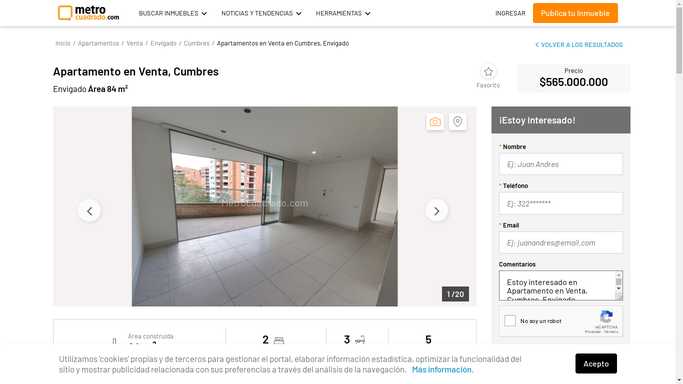 metro
cuadrado.com
BUSCAR INMUEBLES
NOTICIAS Y TENDENCIAS
HERRAMIENTAS
INGRESAR
Publica tu Inmueble
Inicio / Apartamentos / Venta / Envigado / Cumbres / Apartamentos en Venta en Cumbres, Envigado
VOLVER A LOS RESULTADOS
Apartamento en Venta, Cumbres
Envigado Área 84 m²
Favorito
Precio
$565.000.000
Metrocuadrado.com
1 /20
¡Estoy Interesado!
* Nombre
Ej: Juan Andres
* Teléfono
Ej: 322*******
* Email
Ej: juanandres@email.com
Comentarios
Estoy interesado en
Apartamento en Venta,
Cumbres, Envigado
No soy un robot
reCAPTCHA
Privacidad - Términos
Area construida
2
3
5
Utilizamos 'cookies' propias y de terceros para gestionar el portal, elaborar información estadística, optimizar la funcionalidad del
sitio y mostrar publicidad relacionada con sus preferencias a través del análisis de la navegación. Más información.
Acepto